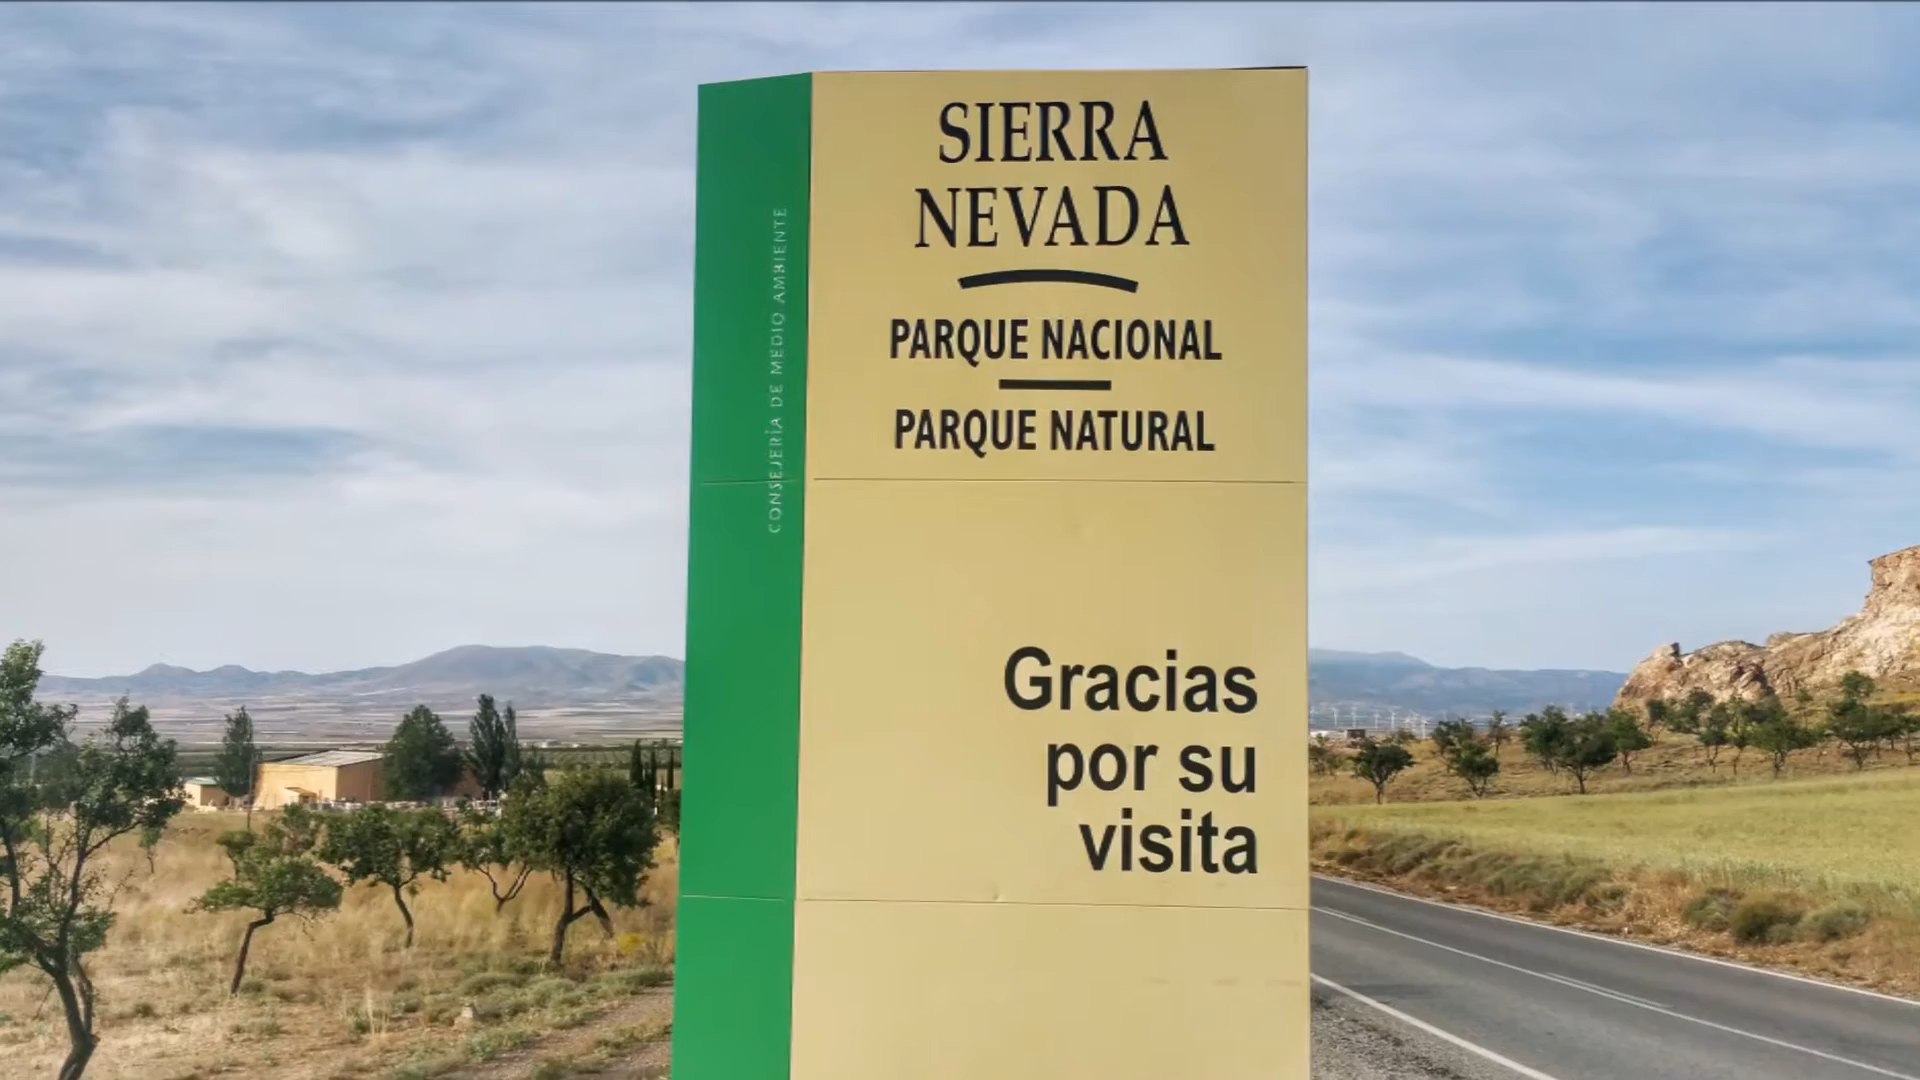 SIERRA
NEVADA
PARQUE NACIONAL
PARQUE NATURAL
CONSEJERÍA DE MEDIO AMBIENTE
Gracias
por su
visita